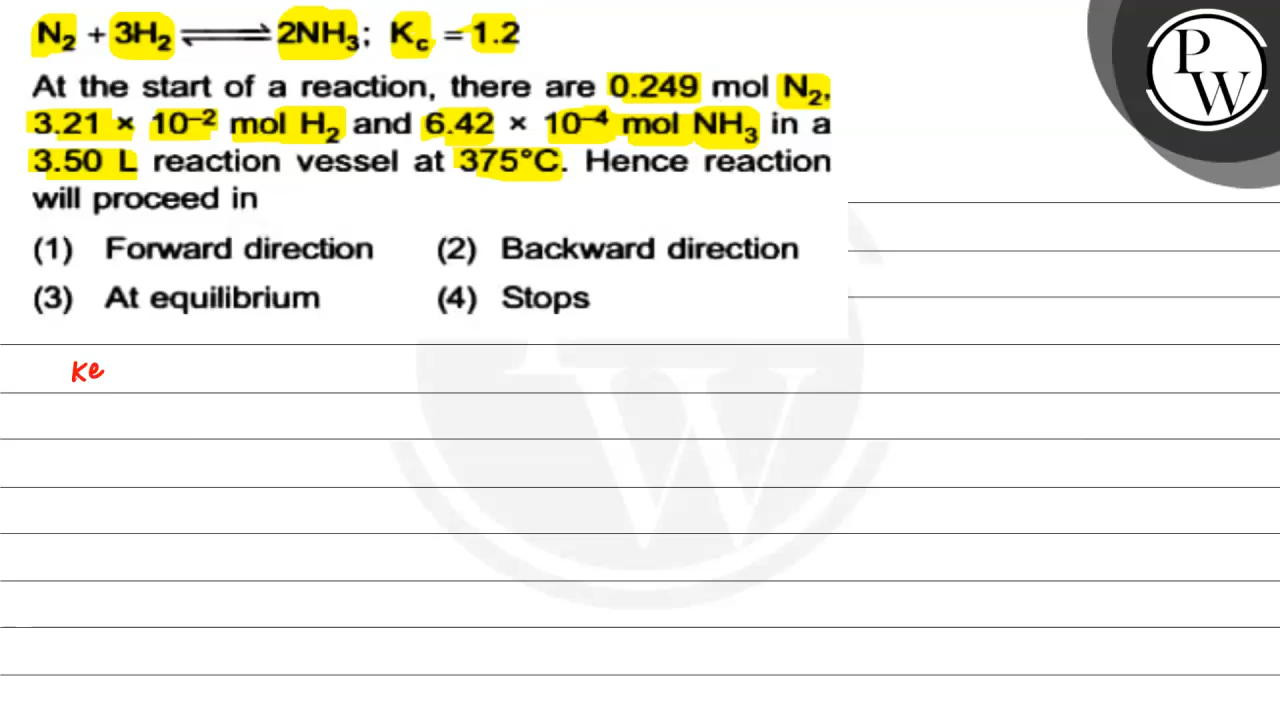 N₂ + 3H₂ ⇌ 2NH₃; K_c = 1.2
At the start of a reaction, there are 0.249 mol N₂,
3.21 × 10⁻² mol H₂ and 6.42 × 10⁻⁴ mol NH₃ in a
3.50 L reaction vessel at 375°C. Hence reaction
will proceed in
(1) Forward direction (2) Backward direction
(3) At equilibrium (4) Stops
Ke
P
W